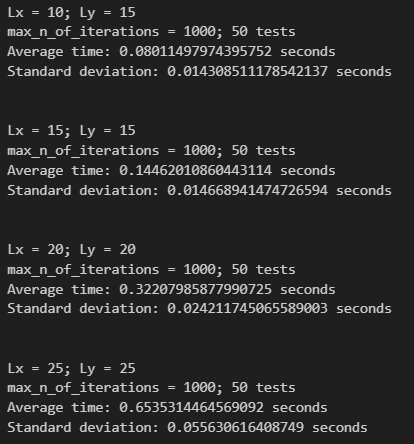 Lx = 10; Ly = 15
max_n_of_iterations = 1000; 50 tests
Average time: 0.08011497974395752 seconds
Standard deviation: 0.014308511178542137 seconds
Lx = 15; Ly = 15
max_n_of_iterations = 1000; 50 tests
Average time: 0.14462010860443114 seconds
Standard deviation: 0.014668941474726594 seconds
Lx = 20; Ly = 20
max_n_of_iterations = 1000; 50 tests
Average time: 0.32207985877990725 seconds
Standard deviation: 0.024211745065589003 seconds
Lx = 25; Ly = 25
max_n_of_iterations = 1000; 50 tests
Average time: 0.6535314464569092 seconds
Standard deviation: 0.055630616408749 seconds